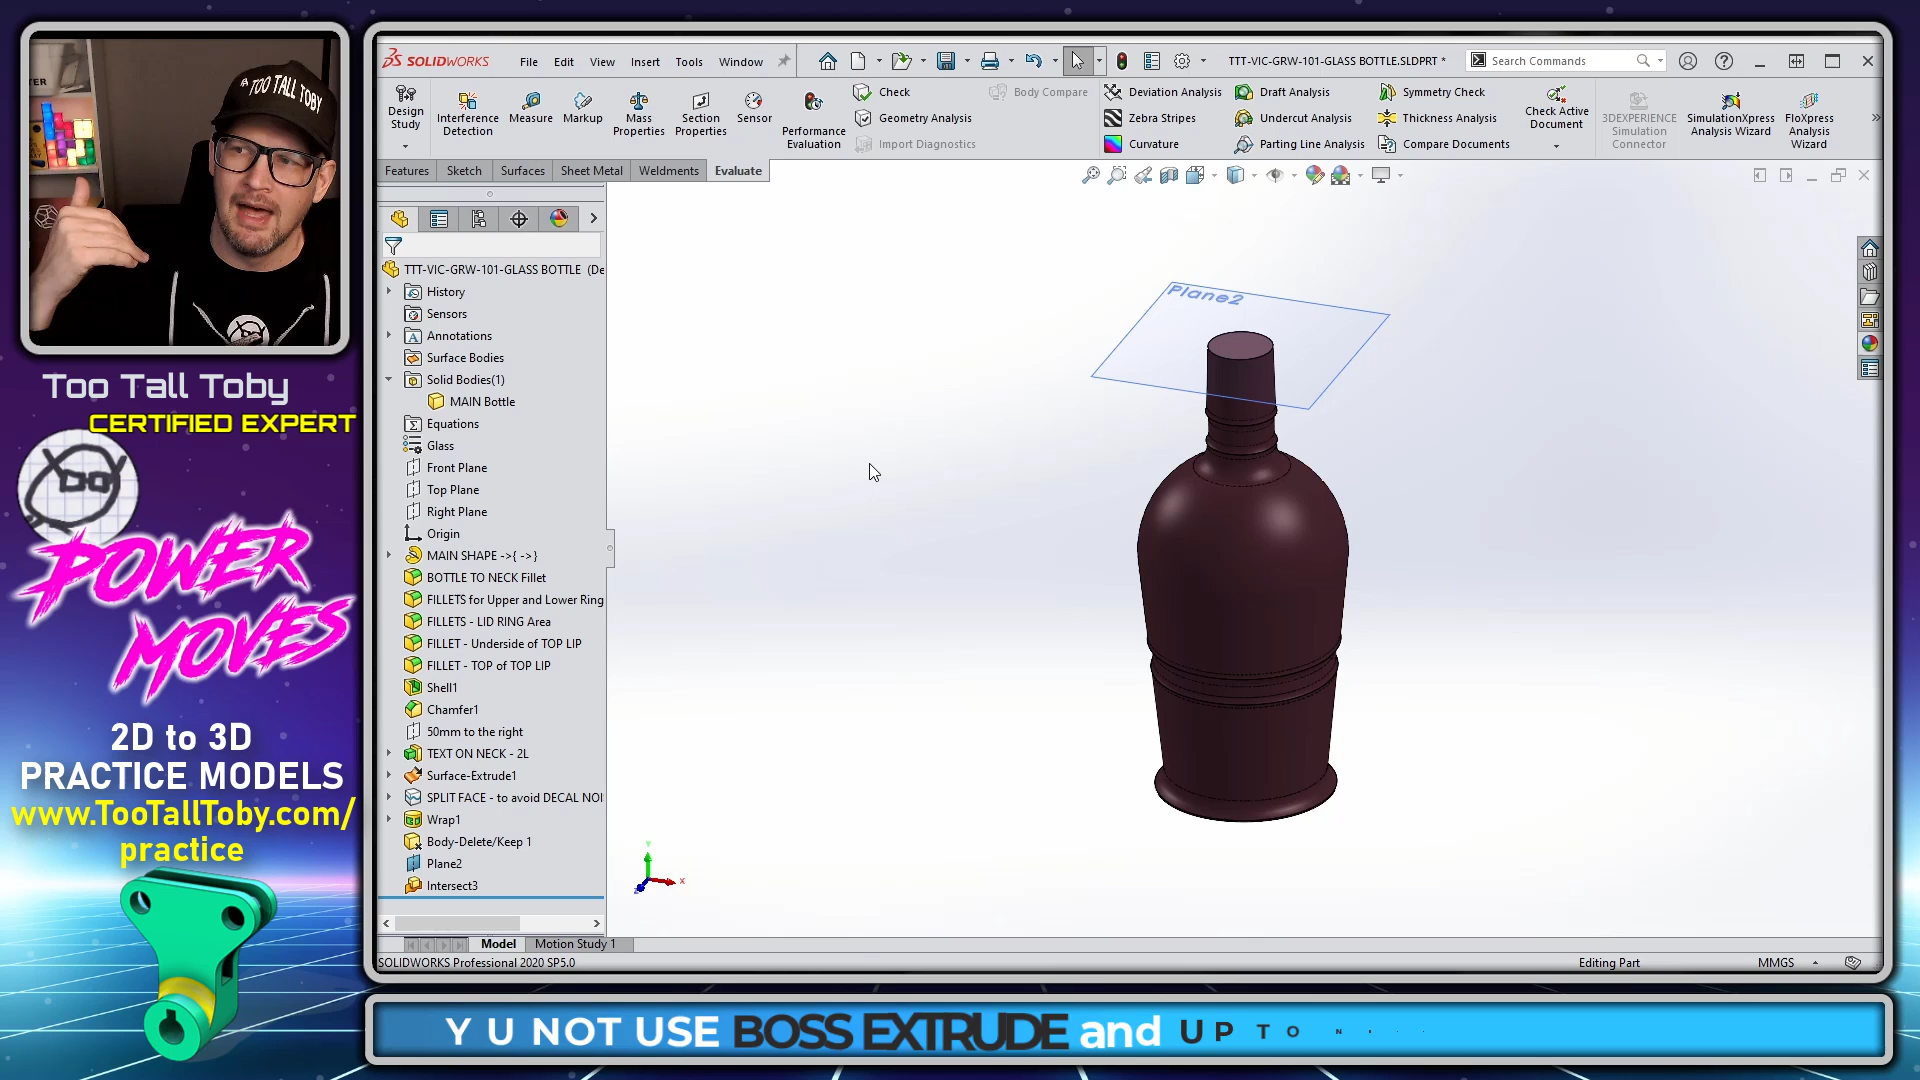 SOLIDWORKS File Edit View Insert Tools Window TTT-VIC-GRW-101-GLASS BOTTLE.SLDPRT * Search Commands
Design Study
Interference Detection
Measure
Markup
Mass Properties
Section Properties
Sensor
Performance Evaluation
Check
Geometry Analysis
Import Diagnostics
Body Compare
Deviation Analysis
Zebra Stripes
Curvature
Draft Analysis
Undercut Analysis
Parting Line Analysis
Symmetry Check
Thickness Analysis
Compare Documents
Check Active Document
3DEXPERIENCE Simulation Connector
SimulationXpress Analysis Wizard
FloXpress Analysis Wizard
Features Sketch Surfaces Sheet Metal Weldments Evaluate
TTT-VIC-GRW-101-GLASS BOTTLE (De
History
Sensors
Annotations
Surface Bodies
Solid Bodies(1)
MAIN Bottle
Equations
Glass
Front Plane
Top Plane
Right Plane
Origin
MAIN SHAPE ->{ ->}
BOTTLE TO NECK Fillet
FILLETS for Upper and Lower Ring
FILLETS - LID RING Area
FILLET - Underside of TOP LIP
FILLET - TOP of TOP LIP
Shell1
Chamfer1
50mm to the right
TEXT ON NECK - 2L
Surface-Extrude1
SPLIT FACE - to avoid DECAL NOI
Wrap1
Body-Delete/Keep 1
Plane2
Intersect3
Model Motion Study 1
SOLIDWORKS Professional 2020 SP5.0
Editing Part
MMGS
Plane2
Y
X
A TOO TALL TOBY
Too Tall Toby
CERTIFIED EXPERT
POWER
MOVES
2D to 3D
PRACTICE MODELS
www.TooTallToby.com/
practice
Y U NOT USE BOSS EXTRUDE and UP TO N